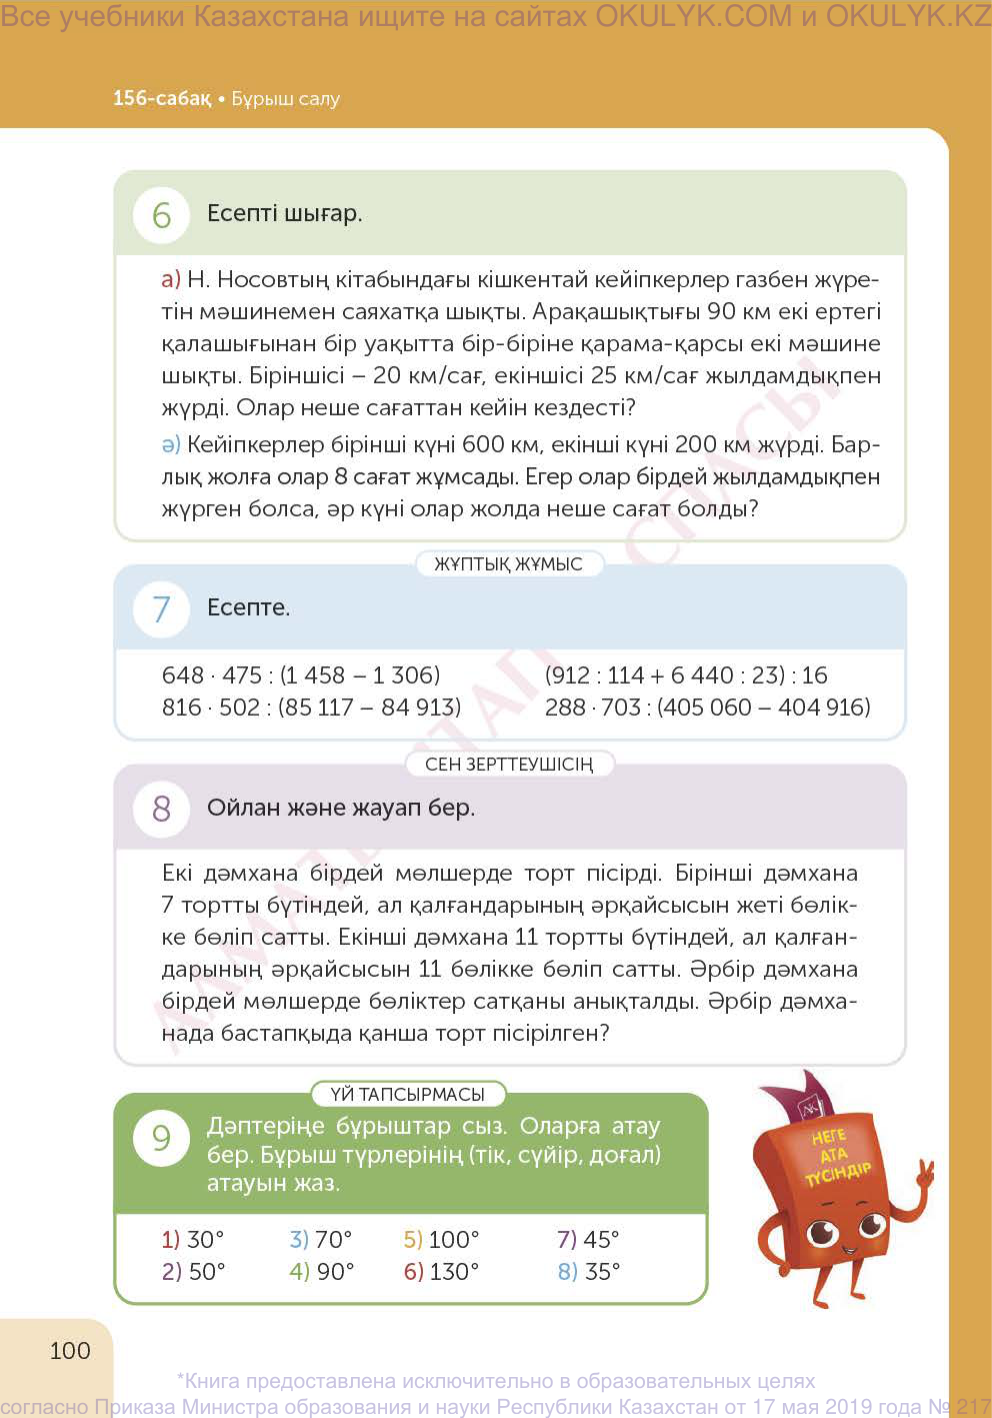 Все учебники Казахстана ищите на сайтах OKULYK.COM и OKULYK.KZ
156-сабақ • Бұрыш салу
6 Есепті шығар.
а) Н. Носовтың кітабындағы кішкентай кейіпкерлер газбен жүре-
тін мәшинемен саяхатқа шықты. Арақашықтығы 90 км екі ертегі
қалашығынан бір уақытта бір-біріне қарама-қарсы екі мәшине
шықты. Біріншісі – 20 км/сағ, екіншісі 25 км/сағ жылдамдықпен
жүрді. Олар неше сағаттан кейін кездесті?
ә) Кейіпкерлер бірінші күні 600 км, екінші күні 200 км жүрді. Бар-
лық жолға олар 8 сағат жұмсады. Егер олар бірдей жылдамдықпен
жүрген болса, әр күні олар жолда неше сағат болды?
ЖҰПТЫҚ ЖҰМЫС
7 Есепте.
648 · 475 : (1 458 – 1 306) (912 : 114 + 6 440 : 23) : 16
816 · 502 : (85 117 – 84 913) 288 · 703 : (405 060 – 404 916)
СЕН ЗЕРТТЕУШІСІҢ
8 Ойлан және жауап бер.
Екі дәмхана бірдей мөлшерде торт пісірді. Бірінші дәмхана
7 тортты бүтіндей, ал қалғандарының әрқайсысын жеті бөлік-
ке бөліп сатты. Екінші дәмхана 11 тортты бүтіндей, ал қалған-
дарының әрқайсысын 11 бөлікке бөліп сатты. Әрбір дәмхана
бірдей мөлшерде бөліктер сатқаны анықталды. Әрбір дәмха-
нада бастапқыда қанша торт пісірілген?
ҮЙ ТАПСЫРМАСЫ
9 Дәптеріңе бұрыштар сыз. Оларға атау
бер. Бұрыш түрлерінің (тік, сүйір, доғал)
атауын жаз.
1) 30° 3) 70° 5) 100° 7) 45°
2) 50° 4) 90° 6) 130° 8) 35°
НЕГЕ
АТА
ТҮСІНДІР
100
*Книга предоставлена исключительно в образовательных целях
согласно Приказа Министра образования и науки Республики Казахстан от 17 мая 2019 года № 217